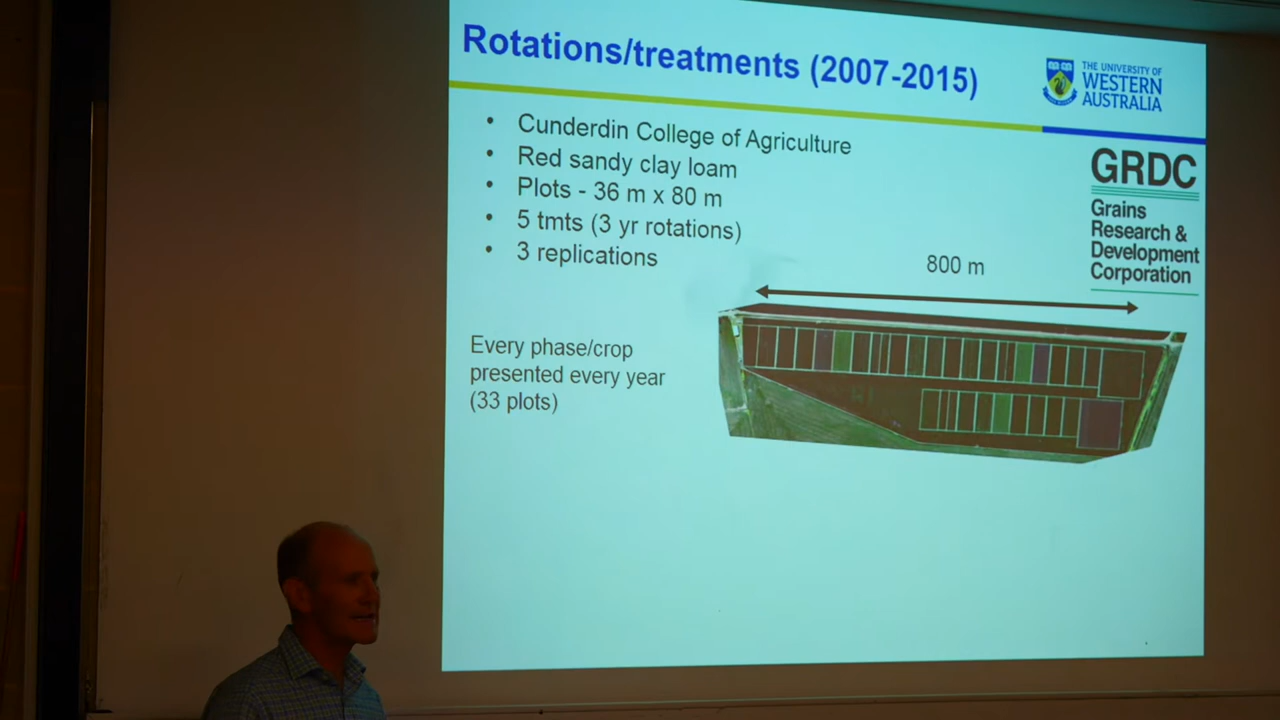 Rotations/treatments (2007-2015)
THE UNIVERSITY OF
WESTERN
AUSTRALIA
• Cunderdin College of Agriculture
• Red sandy clay loam
• Plots - 36 m x 80 m
• 5 tmts (3 yr rotations)
• 3 replications
GRDC
Grains
Research &
Development
Corporation
800 m
Every phase/crop
presented every year
(33 plots)